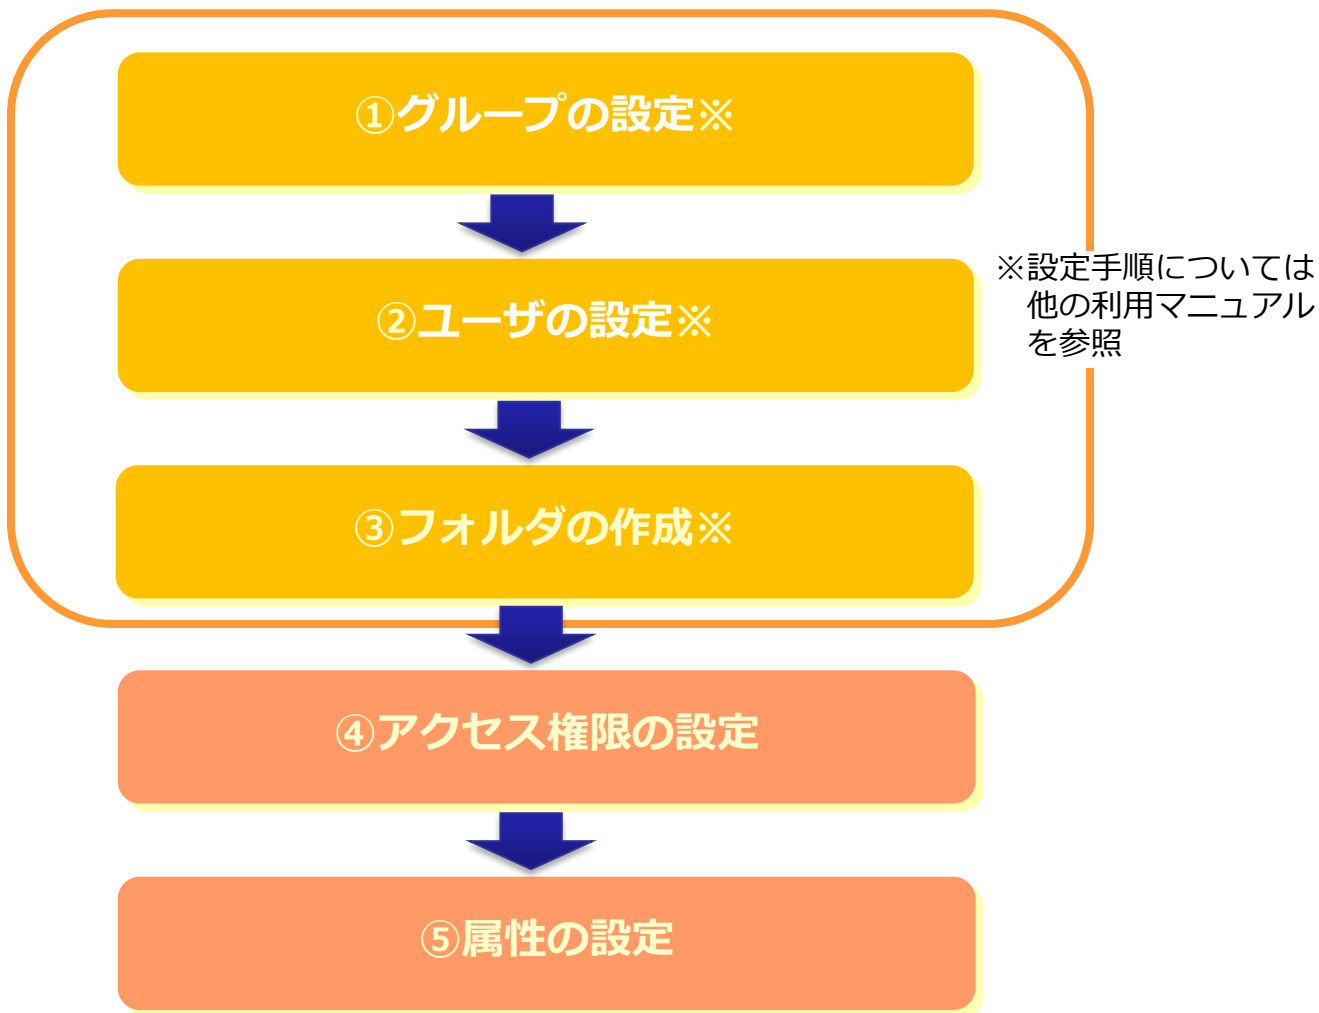 ①グループの設定※
②ユーザの設定※
※設定手順については
他の利用マニュアル
を参照
③フォルダの作成※
④アクセス権限の設定
⑤属性の設定